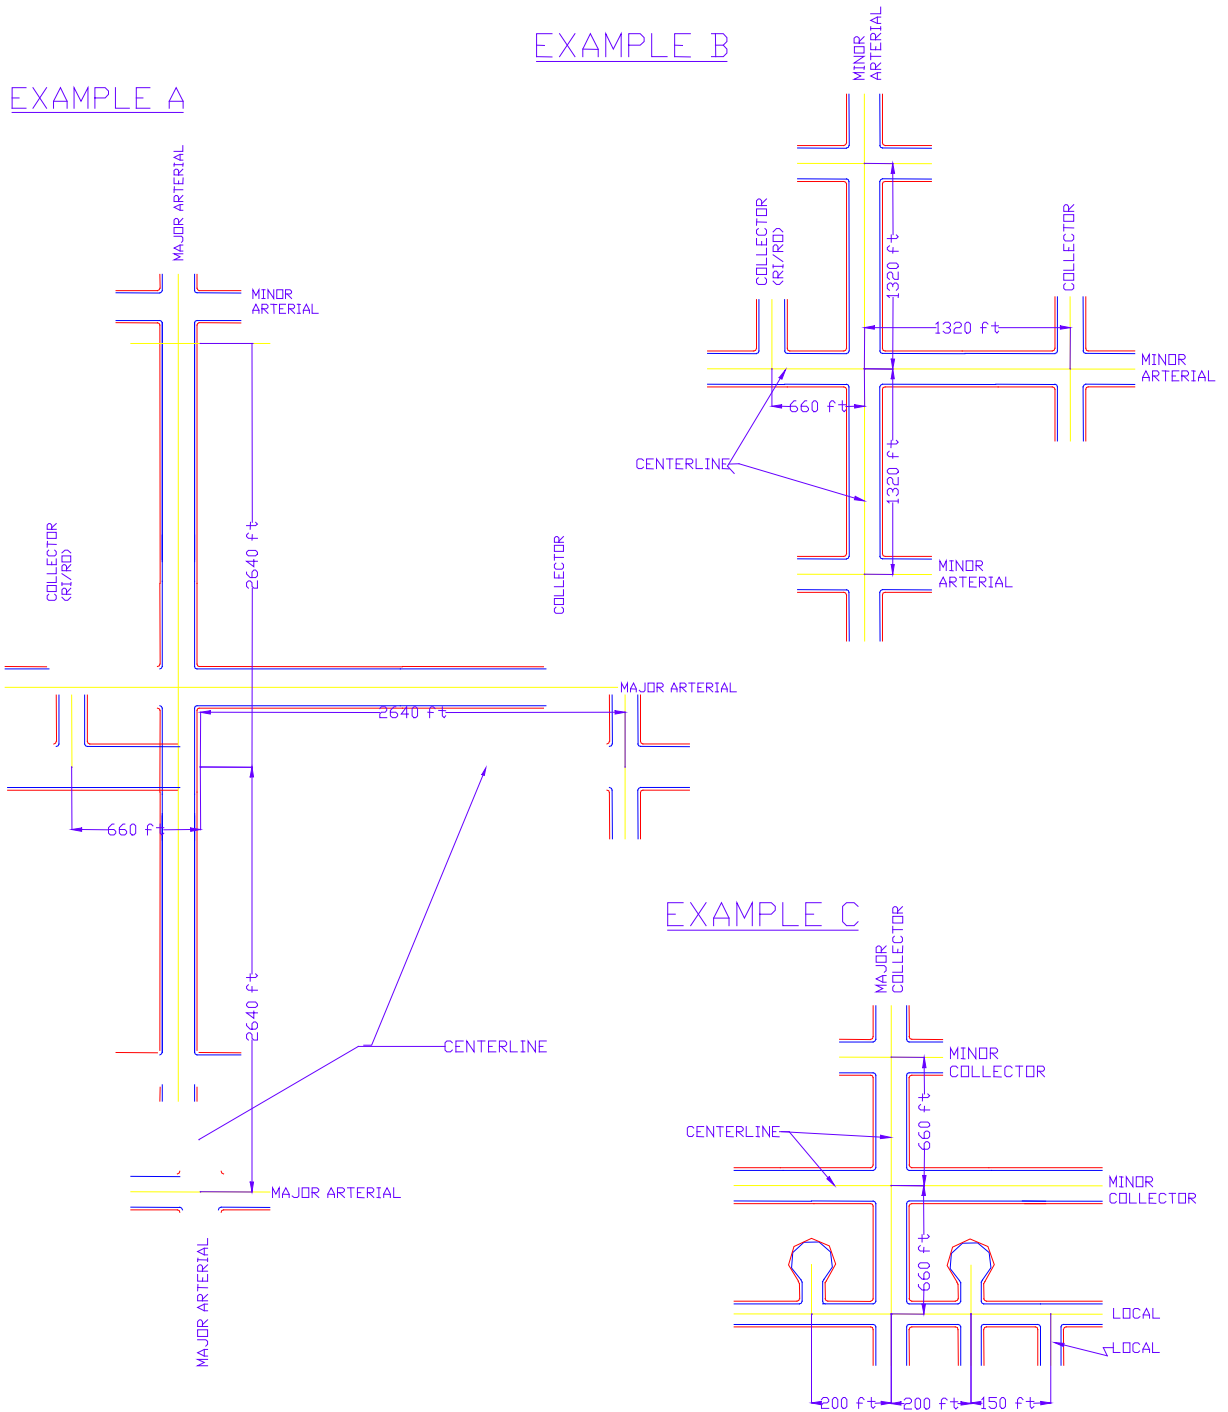 EXAMPLE A
MAJOR ARTERIAL
MINOR
ARTERIAL
2640 ft
COLLECTOR
(RI/RO)
COLLECTOR
MAJOR ARTERIAL
2640 ft
660 ft
2640 ft
CENTERLINE
MAJOR ARTERIAL
MAJOR ARTERIAL
EXAMPLE B
MINOR
ARTERIAL
COLLECTOR
(RI/RO)
COLLECTOR
1320 ft
1320 ft
MINOR
ARTERIAL
660 ft
CENTERLINE
1320 ft
MINOR
ARTERIAL
EXAMPLE C
MAJOR
COLLECTOR
MINOR
COLLECTOR
660 ft
CENTERLINE
MINOR
COLLECTOR
660 ft
LOCAL
LOCAL
200 ft
200 ft
150 ft